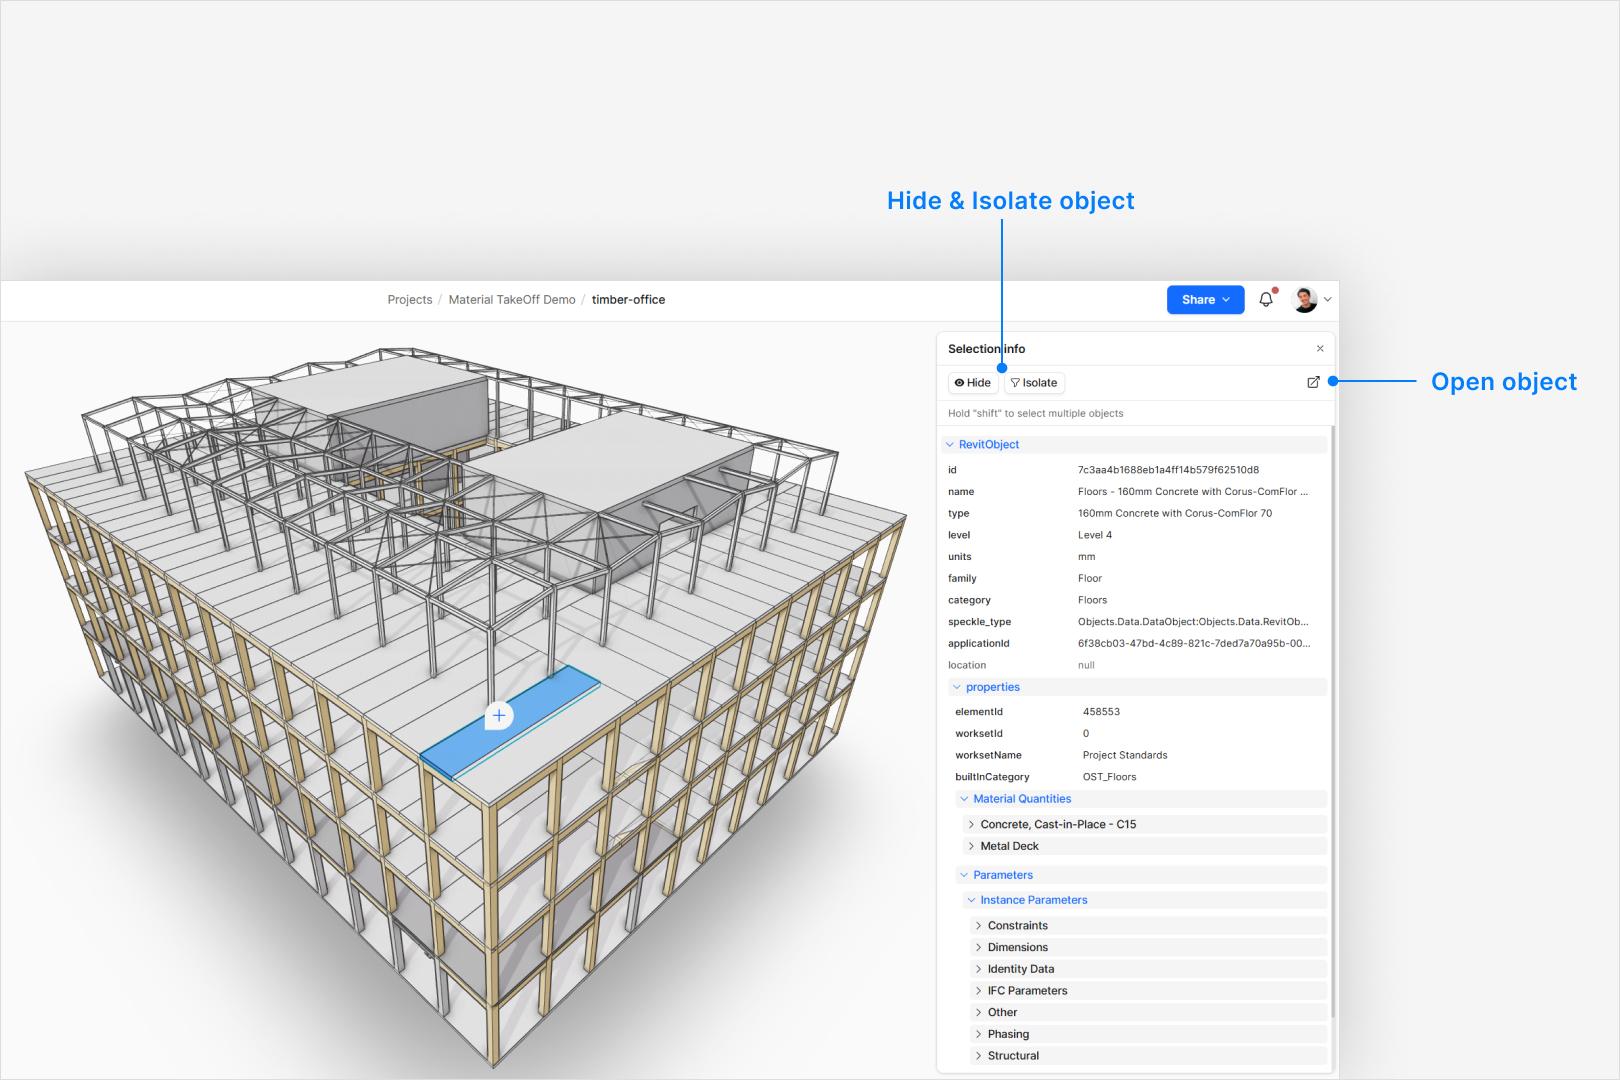 Hide & Isolate object
Projects / Material TakeOff Demo / timber-office
Share
Selection info
Hide
Isolate
Open object
Hold "shift" to select multiple objects
RevitObject
id 7c3aa4b1688eb1a4ff14b579f62510d8
name Floors - 160mm Concrete with Corus-ComFlor ...
type 160mm Concrete with Corus-ComFlor 70
level Level 4
units mm
family Floor
category Floors
speckle_type Objects.Data.DataObject:Objects.Data.RevitOb...
applicationId 6f38cb03-47bd-4c89-821c-7ded7a70a95b-00...
location null
properties
elementId 458553
worksetId 0
worksetName Project Standards
builtInCategory OST_Floors
Material Quantities
Concrete, Cast-in-Place - C15
Metal Deck
Parameters
Instance Parameters
Constraints
Dimensions
Identity Data
IFC Parameters
Other
Phasing
Structural